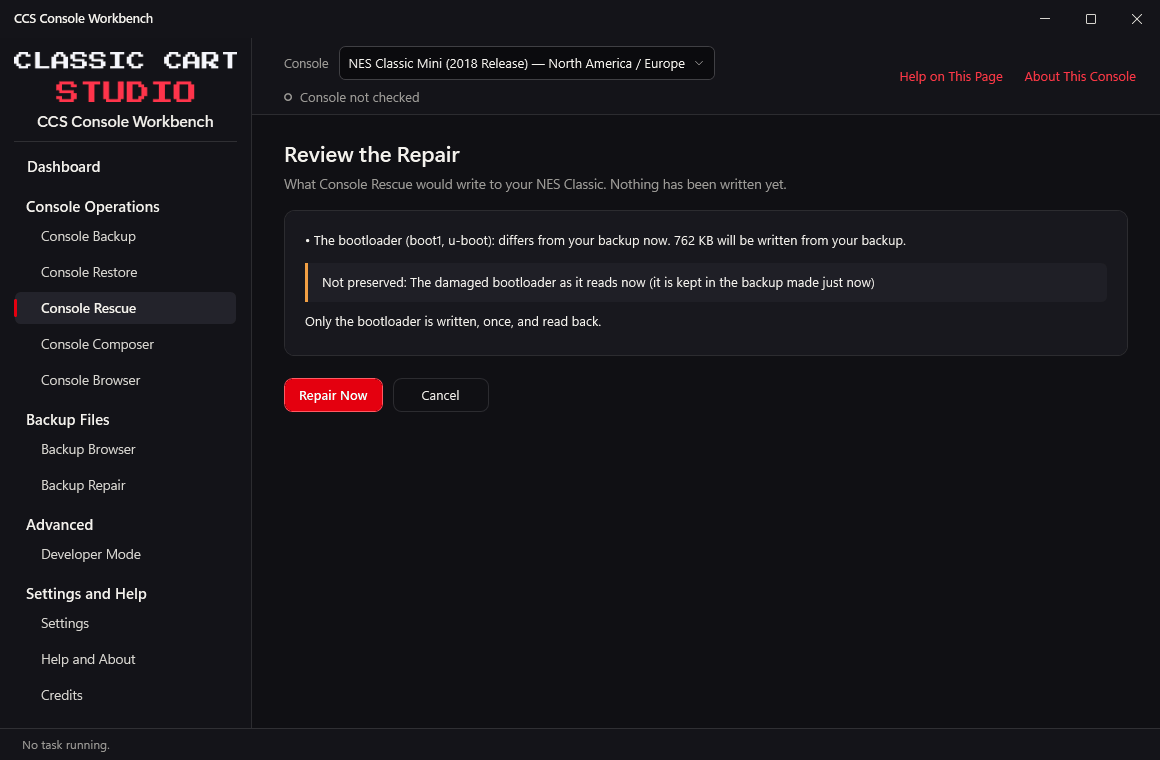 CCS Console Workbench
CLASSIC CART
STUDIO
CCS Console Workbench
Dashboard
Console Operations
Console Backup
Console Restore
Console Rescue
Console Composer
Console Browser
Backup Files
Backup Browser
Backup Repair
Advanced
Developer Mode
Settings and Help
Settings
Help and About
Credits
Console
NES Classic Mini (2018 Release) — North America / Europe
Console not checked
Help on This Page
About This Console
Review the Repair
What Console Rescue would write to your NES Classic. Nothing has been written yet.
• The bootloader (boot1, u-boot): differs from your backup now. 762 KB will be written from your backup.
Not preserved: The damaged bootloader as it reads now (it is kept in the backup made just now)
Only the bootloader is written, once, and read back.
Repair Now
Cancel
No task running.